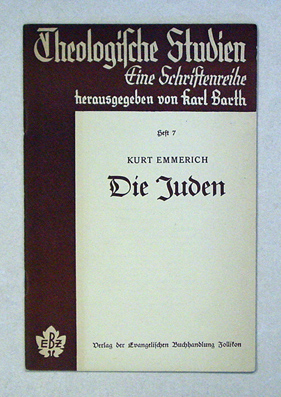 Theologische Studien
Eine Schriftenreihe
herausgegeben von Karl Barth
Heft 7
KURT EMMERICH
Die Juden
EBZ
Verlag der Evangelischen Buchhandlung Zollikon